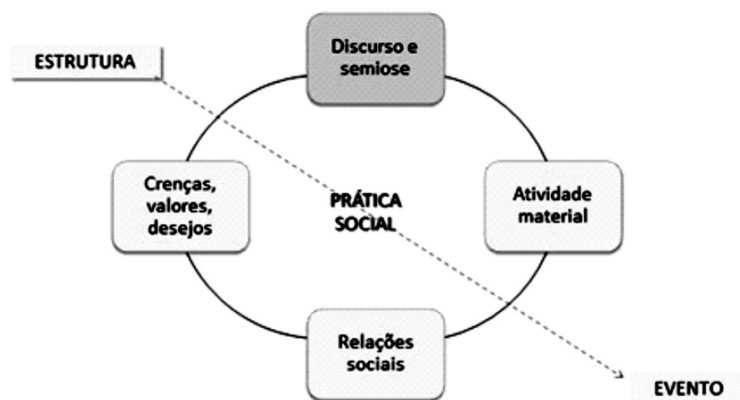 Discurso e
semiose
ESTRUTURA
Crenças,
valores,
desejos
PRÁTICA
SOCIAL
Atividade
material
Relações
sociais
EVENTO